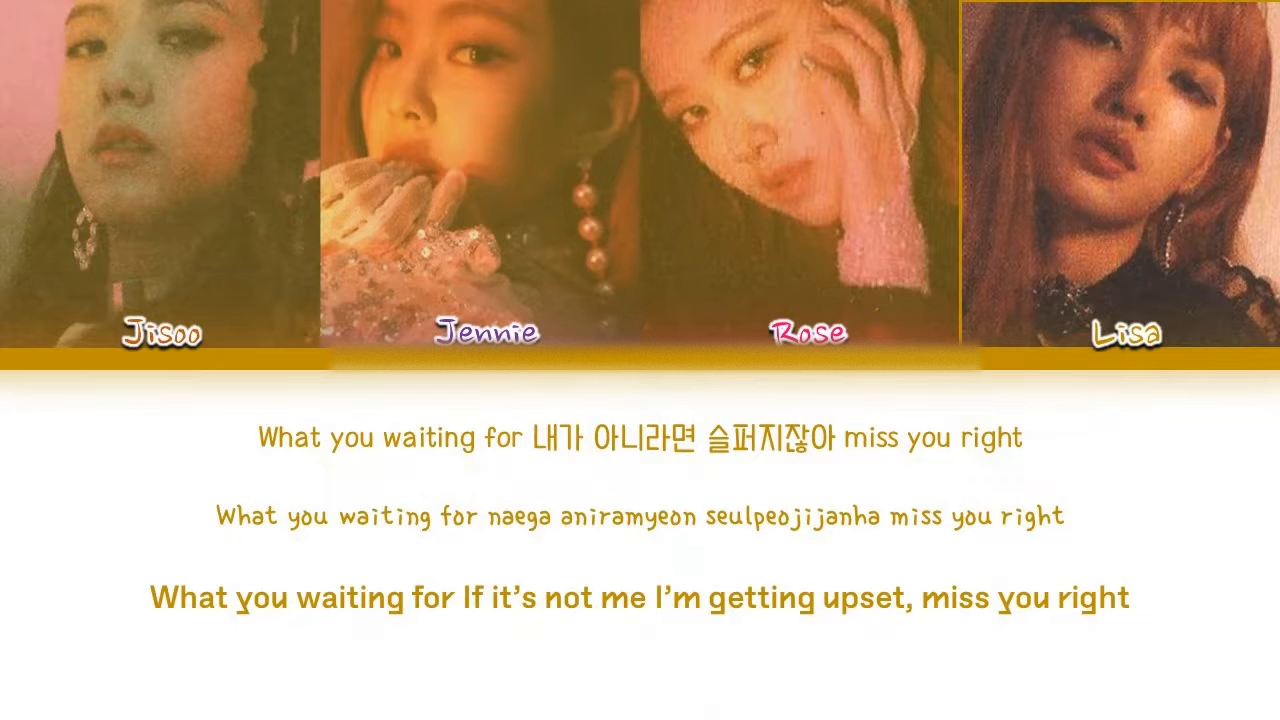 Jisoo
Jennie
Rose
Lisa
What you waiting for 내가 아니라면 슬퍼지잖아 miss you right
What you waiting for naega aniramyeon seulpeojijanha miss you right
What you waiting for If it’s not me I’m getting upset, miss you right